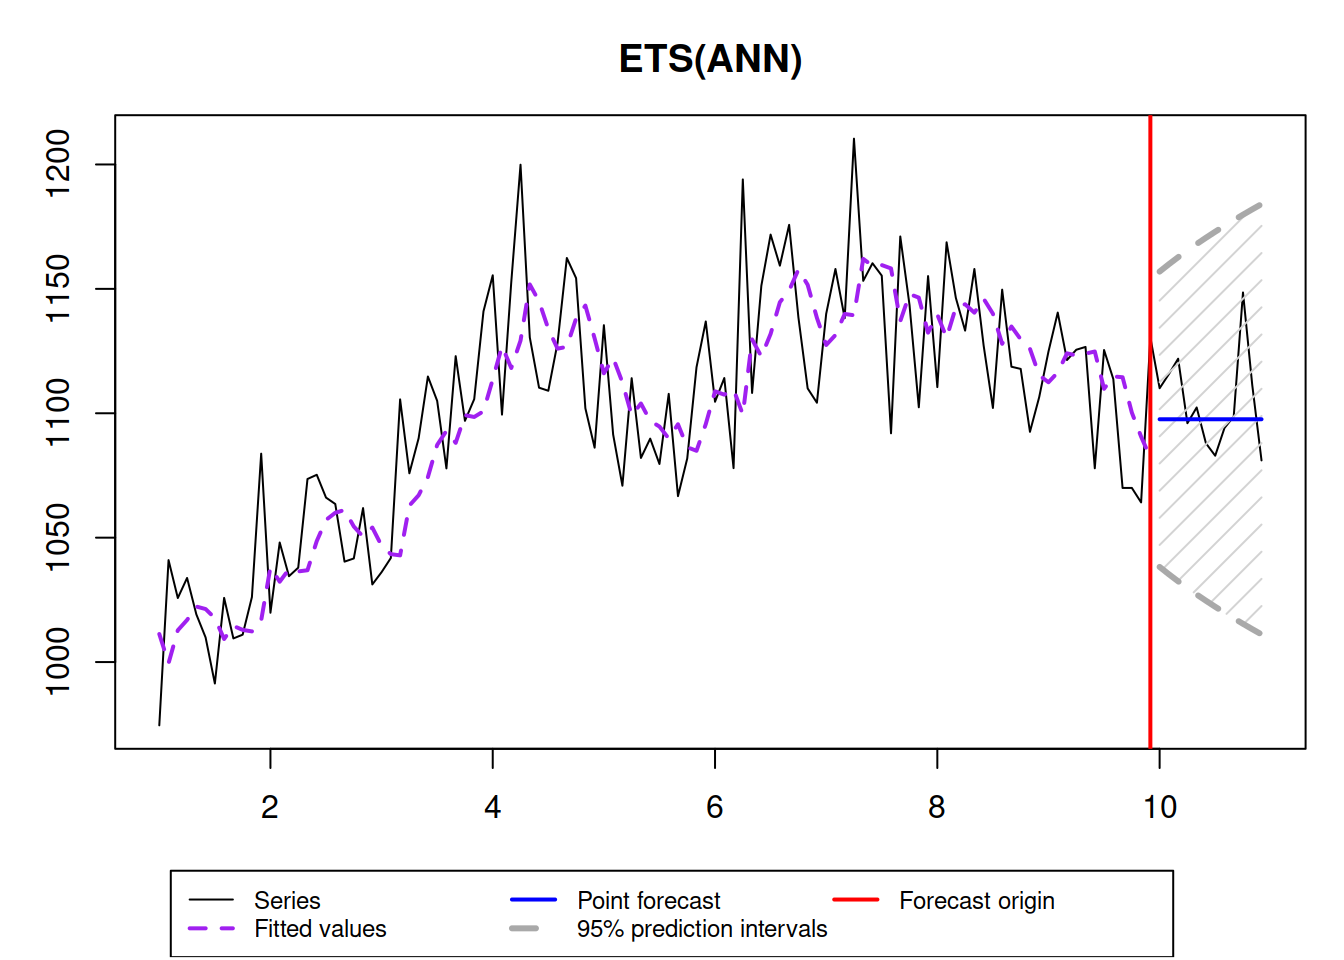 ETS(ANN)
1200
1150
1100
1050
1000
2 4 6 8 10
Series Point forecast Forecast origin
Fitted values 95% prediction intervals